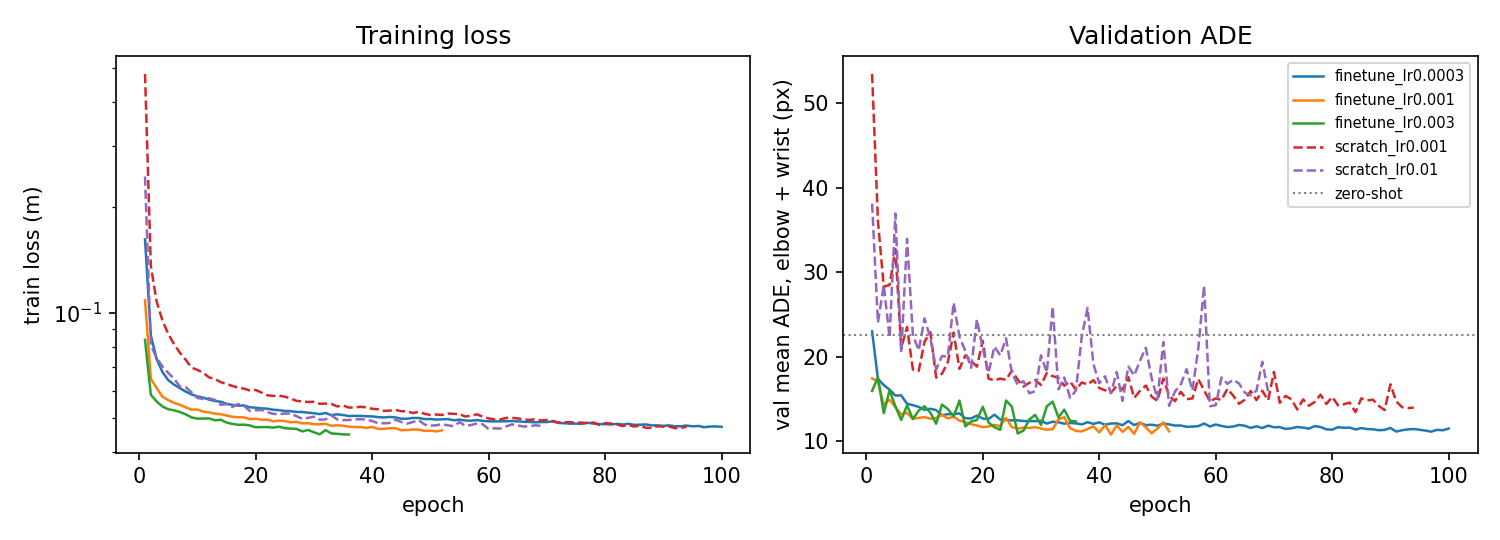 Training loss
train loss (m)
10⁻¹
0 20 40 60 80 100
epoch
Validation ADE
val mean ADE, elbow + wrist (px)
50
40
30
20
10
0 20 40 60 80 100
epoch
finetune_lr0.0003
finetune_lr0.001
finetune_lr0.003
scratch_lr0.001
scratch_lr0.01
zero-shot